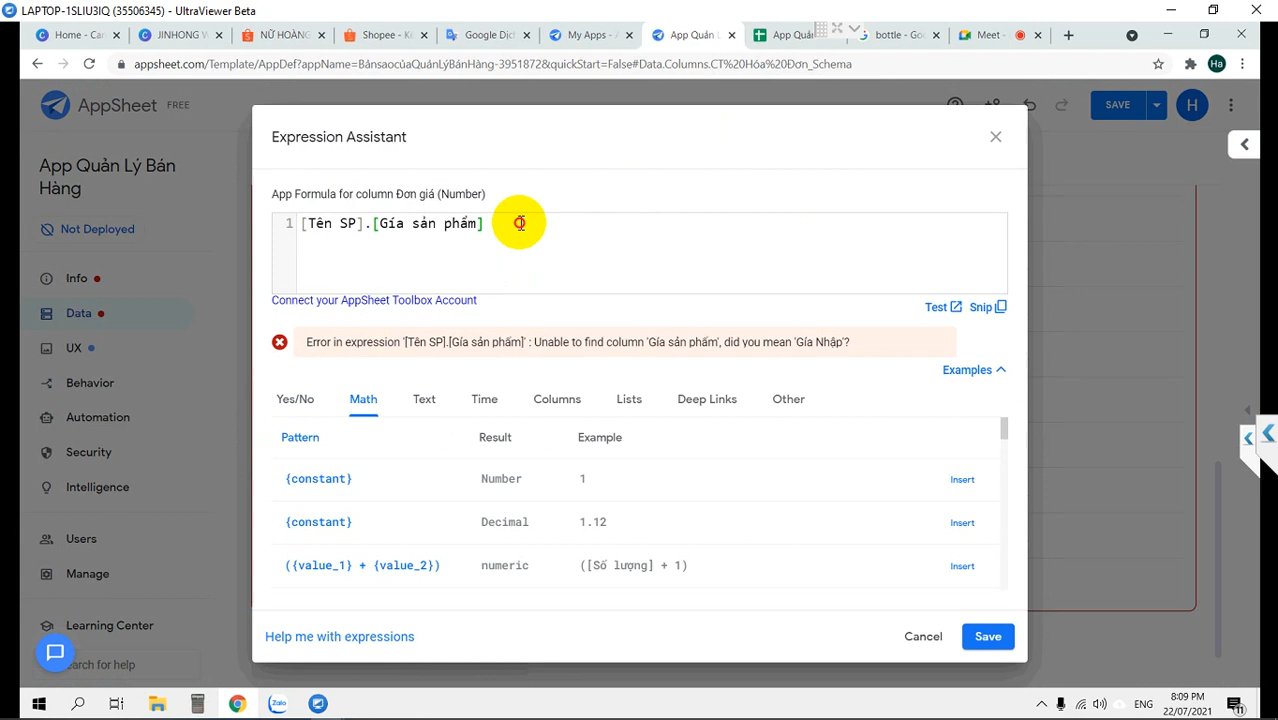 LAPTOP-1SLIU3IQ (35506345) - UltraViewer Beta
Home - Car
JINHONG W
NỮ HOÀNG
Shopee - K
Google Dic
My Apps - A
App Quản L
App Quả
bottle - Goo
Meet -
appsheet.com/Template/AppDef?appName=BảnsaocủaQuảnLýBánHàng-3951872&quickStart=False#Data.Columns.CT%20Hóa%20Đơn_Schema
Ha
AppSheet FREE
SAVE
H
App Quản Lý Bán
Hàng
Not Deployed
Info
Data
UX
Behavior
Automation
Security
Intelligence
Users
Manage
Learning Center
earch for help
Expression Assistant
App Formula for column Đơn giá (Number)
1 [Tên SP].[Gía sản phẩm]
Connect your AppSheet Toolbox Account
Test
Snip
Error in expression '[Tên SP].[Gía sản phẩm]' : Unable to find column 'Gía sản phẩm', did you mean 'Gía Nhập'?
Examples
Yes/No Math Text Time Columns Lists Deep Links Other
Pattern Result Example
{constant} Number 1 Insert
{constant} Decimal 1.12 Insert
({value_1} + {value_2}) numeric ([Số lượng] + 1) Insert
Help me with expressions
Cancel
Save
Zalo
ENG
8:09 PM
22/07/2021
11